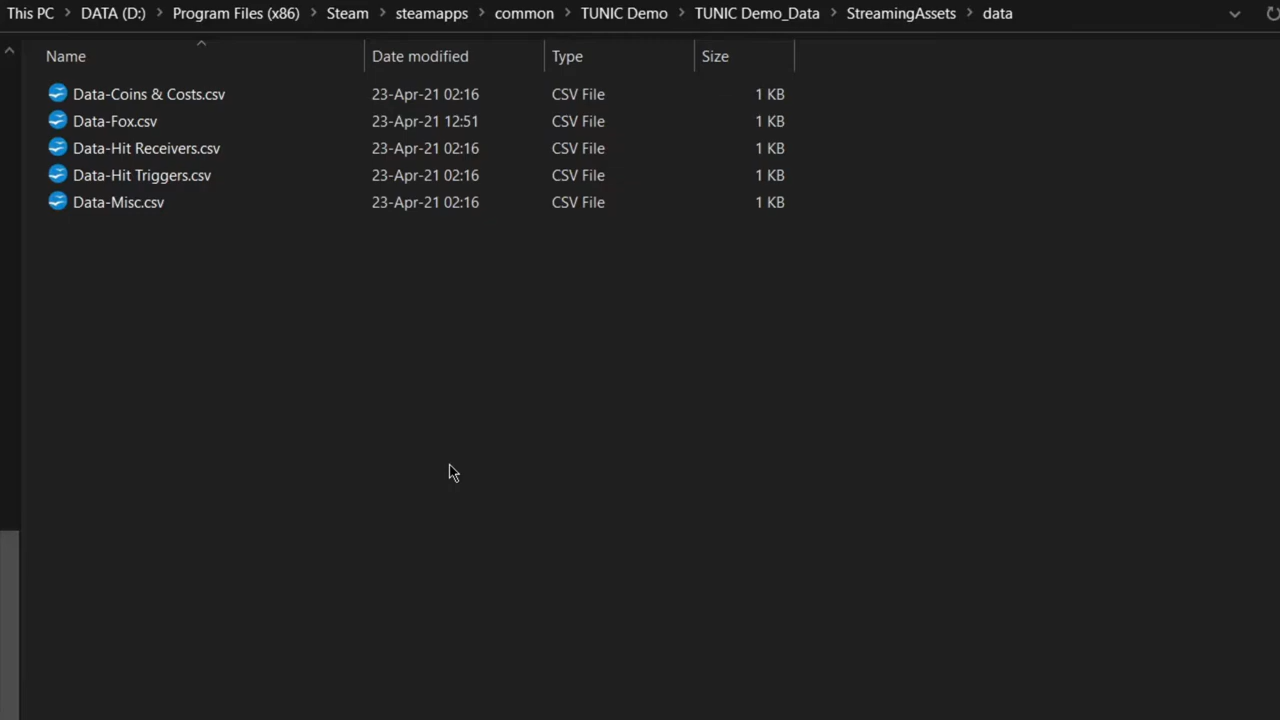 This PC > DATA (D:) > Program Files (x86) > Steam > steamapps > common > TUNIC Demo > TUNIC Demo_Data > StreamingAssets > data
Name Date modified Type Size
Data-Coins & Costs.csv 23-Apr-21 02:16 CSV File 1 KB
Data-Fox.csv 23-Apr-21 12:51 CSV File 1 KB
Data-Hit Receivers.csv 23-Apr-21 02:16 CSV File 1 KB
Data-Hit Triggers.csv 23-Apr-21 02:16 CSV File 1 KB
Data-Misc.csv 23-Apr-21 02:16 CSV File 1 KB